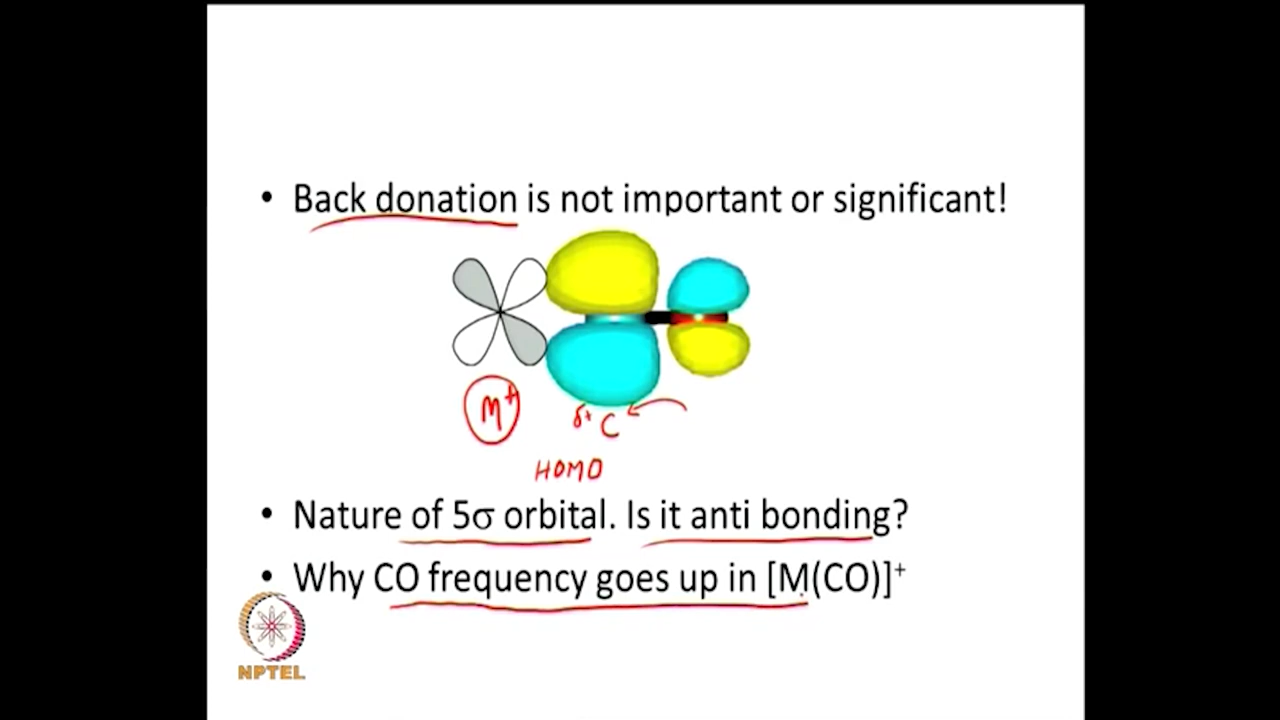 • Back donation is not important or significant!
M⁺
δ⁺ C
HOMO
• Nature of 5σ orbital. Is it anti bonding?
• Why CO frequency goes up in [M(CO)]⁺
NPTEL